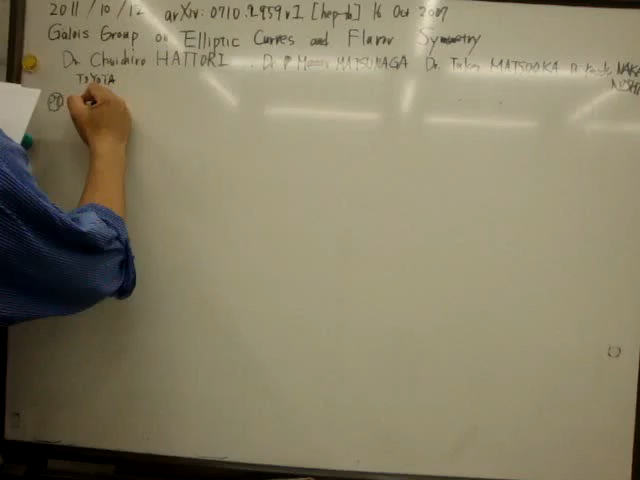 2011/10/12 arXiv:0710.2959v1 [hep-th] 16 Oct 2007
Galois Group on Elliptic Curves and Flavor Symmetry
Dr. Chuichiro HATTORI Dr. MATSUNAGA Dr. MATSUOKA
TOYOTA